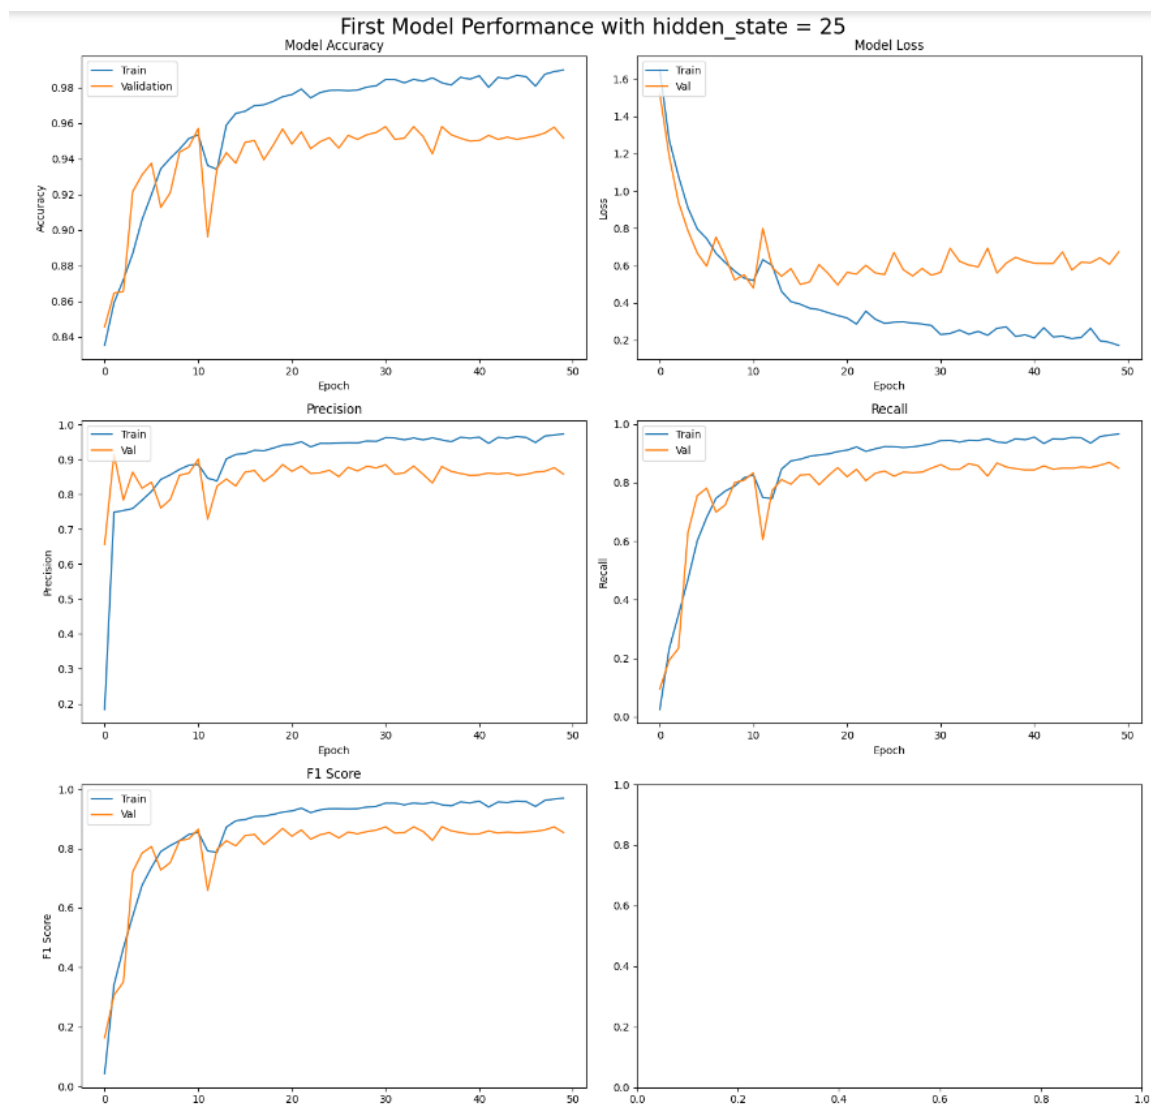 First Model Performance with hidden_state = 25
Model Accuracy
Train
Validation
0.98
0.96
0.94
0.92
0.90
0.88
0.86
0.84
Accuracy
0 10 20 30 40 50
Epoch
Model Loss
Train
Val
1.6
1.4
1.2
1.0
0.8
0.6
0.4
0.2
Loss
0 10 20 30 40 50
Epoch
Precision
Train
Val
1.0
0.9
0.8
0.7
0.6
0.5
0.4
0.3
0.2
Precision
0 10 20 30 40 50
Epoch
Recall
Train
Val
1.0
0.8
0.6
0.4
0.2
0.0
Recall
0 10 20 30 40 50
Epoch
F1 Score
Train
Val
1.0
0.8
0.6
0.4
0.2
0.0
F1 Score
0 10 20 30 40 50
1.0
0.8
0.6
0.4
0.2
0.0
0.0 0.2 0.4 0.6 0.8 1.0